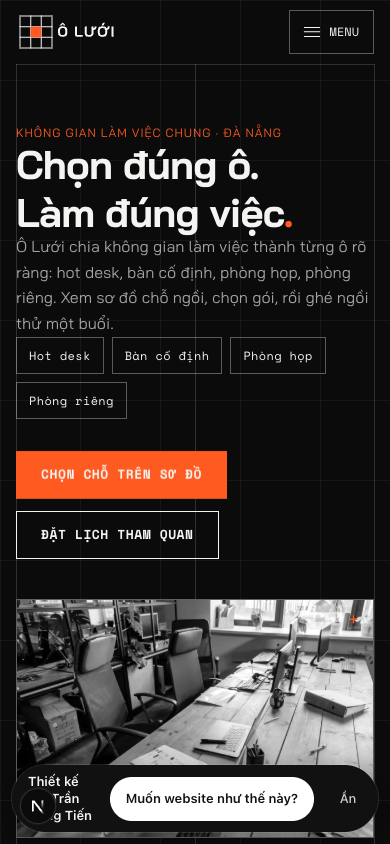 Ô LƯỚI
MENU
KHÔNG GIAN LÀM VIỆC CHUNG · ĐÀ NẴNG
Chọn đúng ô.
Làm đúng việc.
Ô Lưới chia không gian làm việc thành từng ô rõ
ràng: hot desk, bàn cố định, phòng họp, phòng
riêng. Xem sơ đồ chỗ ngồi, chọn gói, rồi ghé ngồi
thử một buổi.
Hot desk
Bàn cố định
Phòng họp
Phòng riêng
CHỌN CHỖ TRÊN SƠ ĐỒ
ĐẶT LỊCH THAM QUAN
Thiết kế
Trần
Tiến
Muốn website như thế này?
Ẩn
N